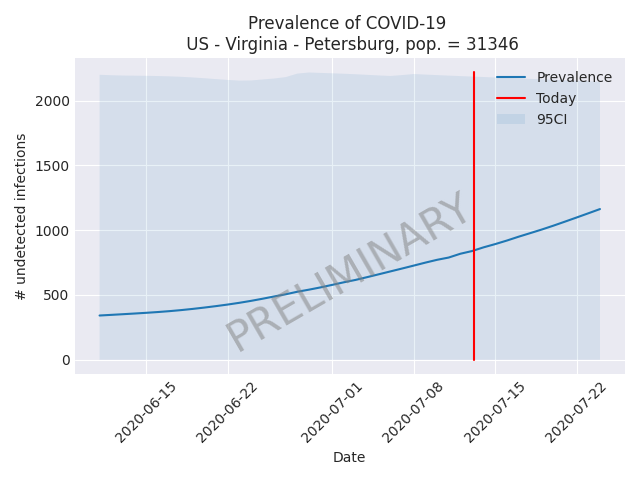 Prevalence of COVID-19
US - Virginia - Petersburg, pop. = 31346
Prevalence
Today
95CI
2000
1500
1000
500
0
# undetected infections
PRELIMINARY
2020-06-15
2020-06-22
2020-07-01
2020-07-08
2020-07-15
2020-07-22
Date